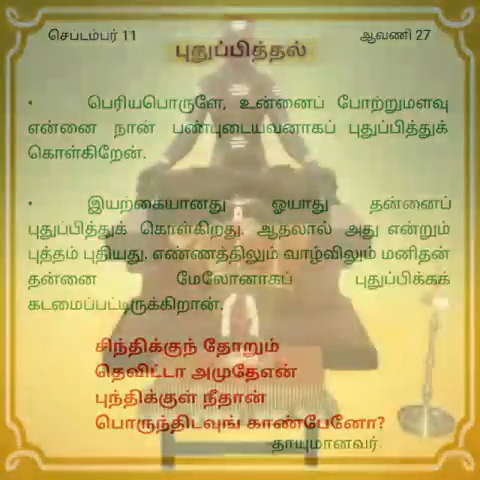 செப்டம்பர் 11
ஆவணி 27
புதுப்பித்தல்
• பெரியபொருளே, உன்னைப் போற்றுமளவு
என்னை நான் பண்புடையவனாகப் புதுப்பித்துக்
கொள்கிறேன்.
• இயற்கையானது ஓயாது தன்னைப்
புதுப்பித்துக் கொள்கிறது. ஆதலால் அது என்றும்
புத்தம் புதியது. எண்ணத்திலும் வாழ்விலும் மனிதன்
தன்னை மேலோனாகப் புதுப்பிக்கக்
கடமைப்பட்டிருக்கிறான்.
சிந்திக்குந் தோறும்
தெவிட்டா அமுதேஎன்
புந்திக்குள் நீதான்
பொருந்திடவுங் காண்பேனோ?
தாயுமானவர்